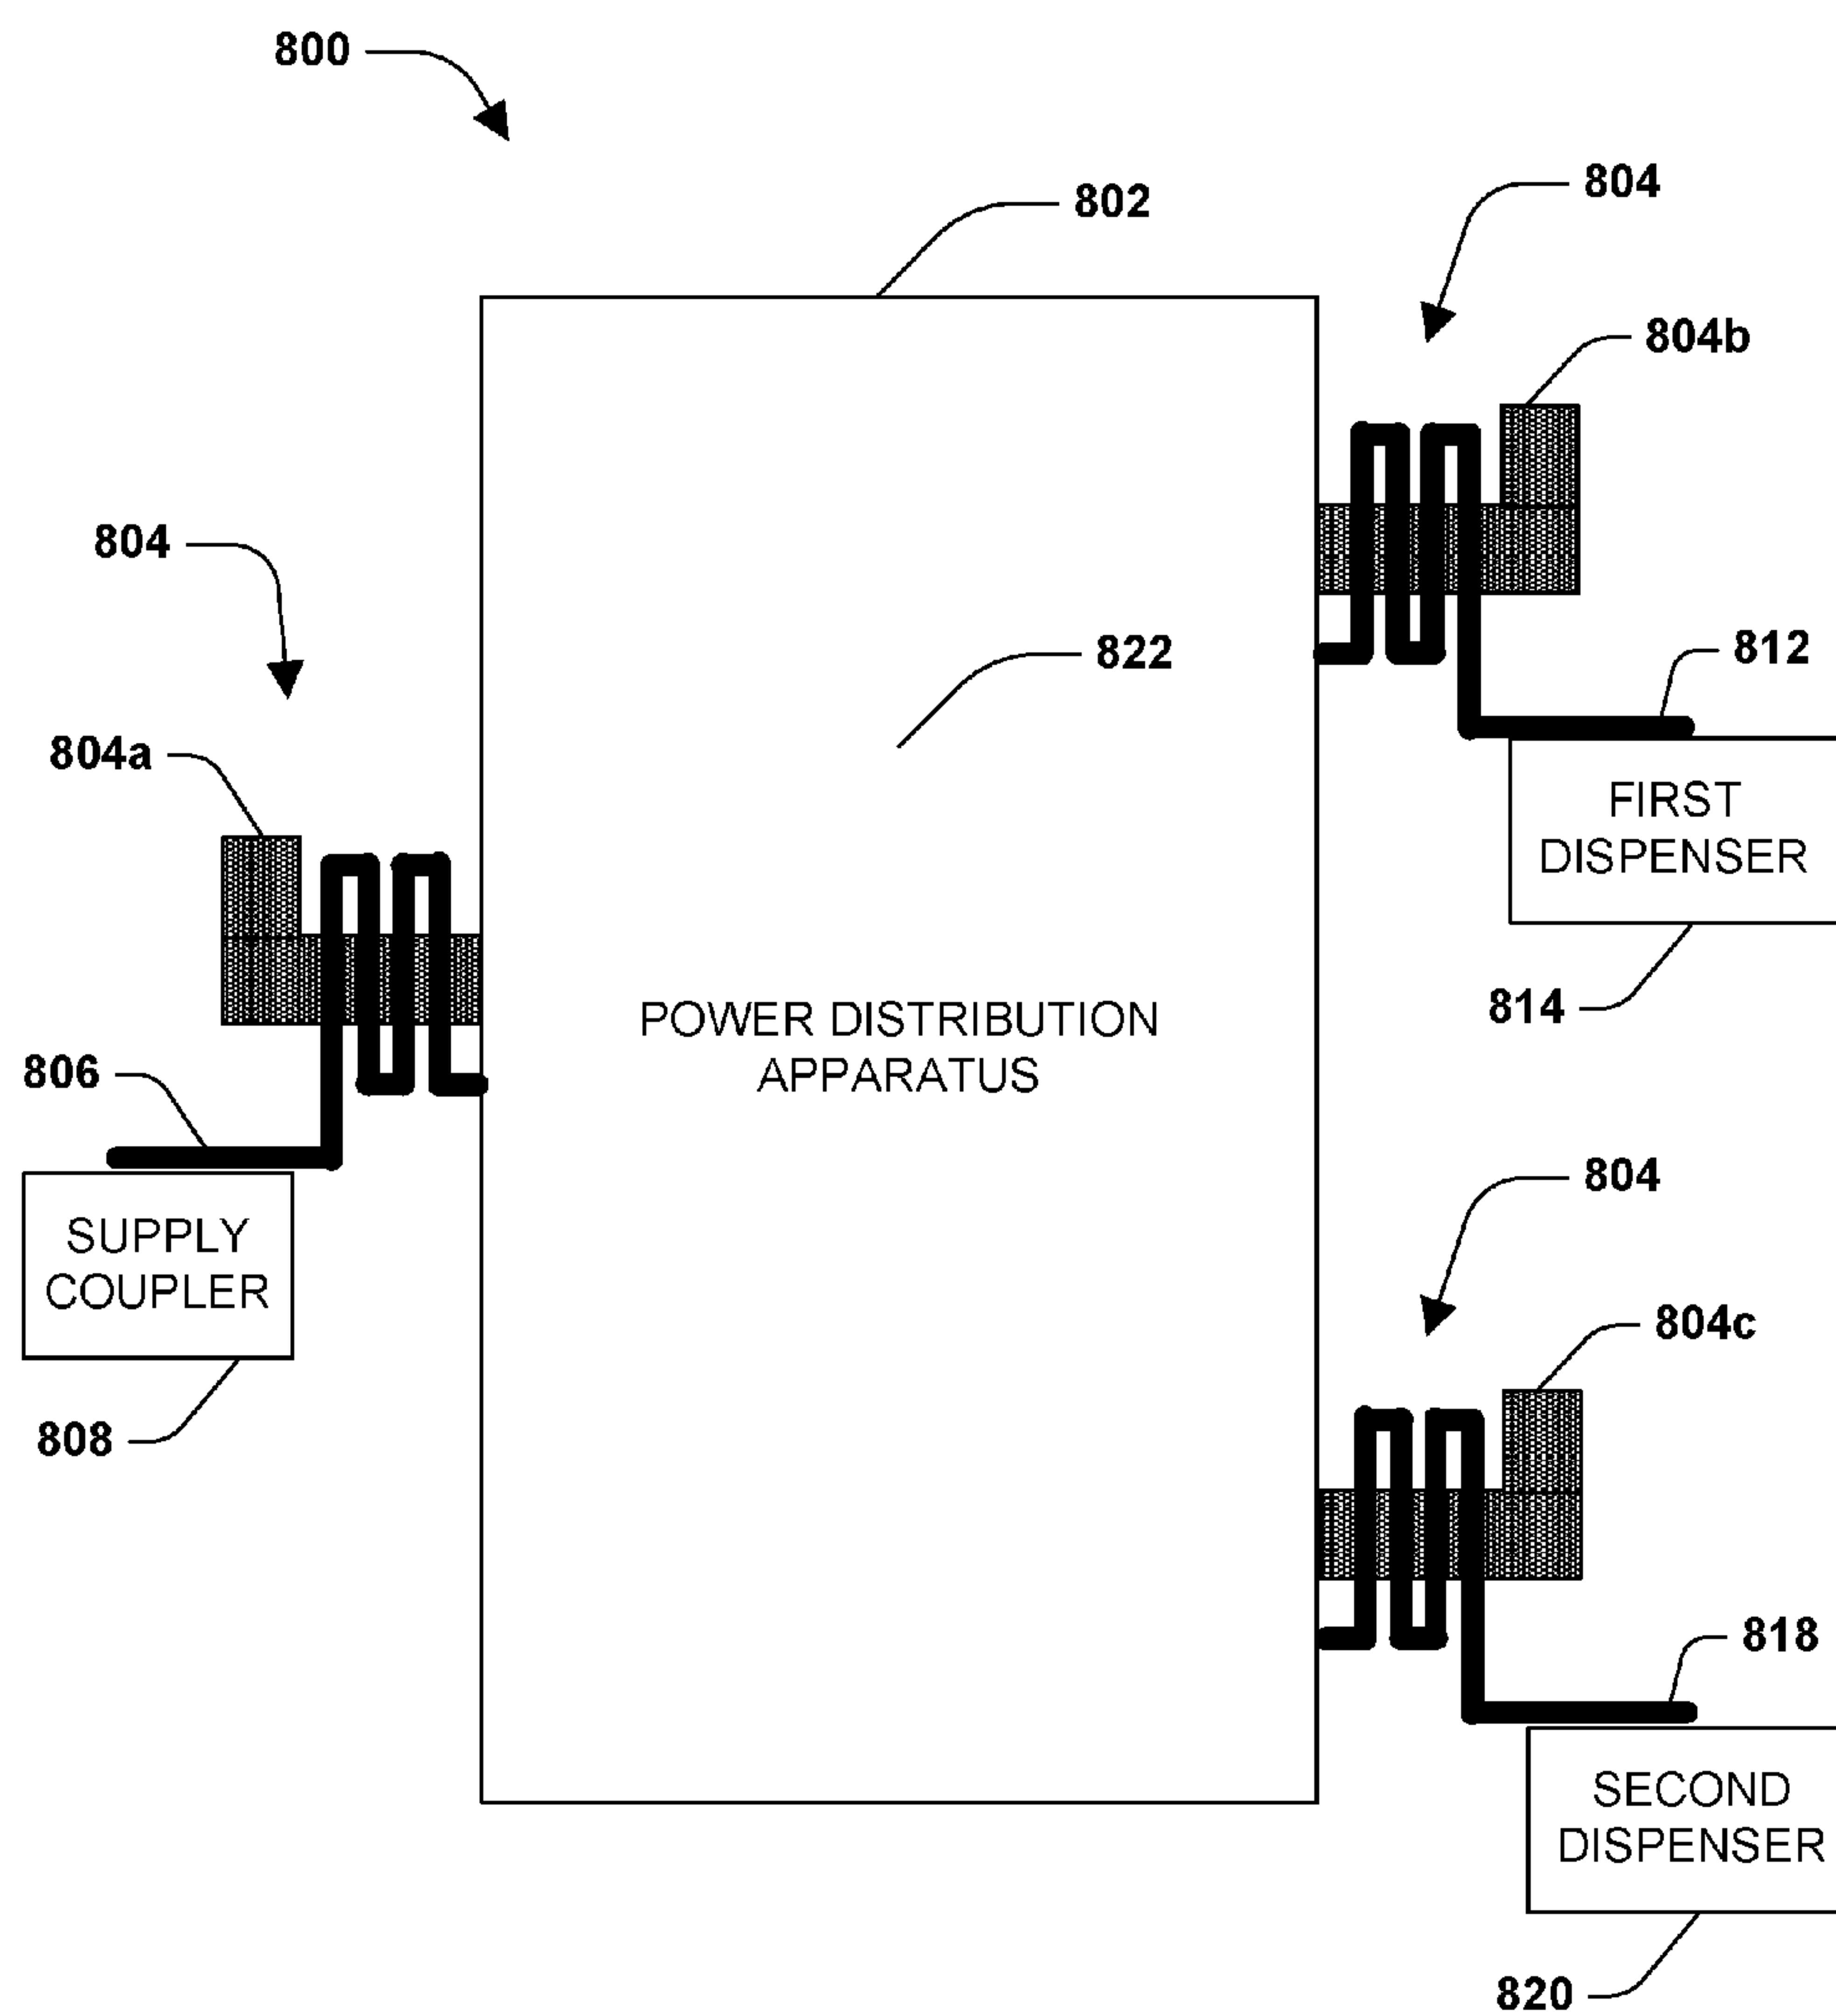 800
802
804
804b
804
822
812
804a
FIRST
DISPENSER
814
POWER DISTRIBUTION
APPARATUS
806
804
SUPPLY
COUPLER
804c
808
818
SECOND
DISPENSER
820